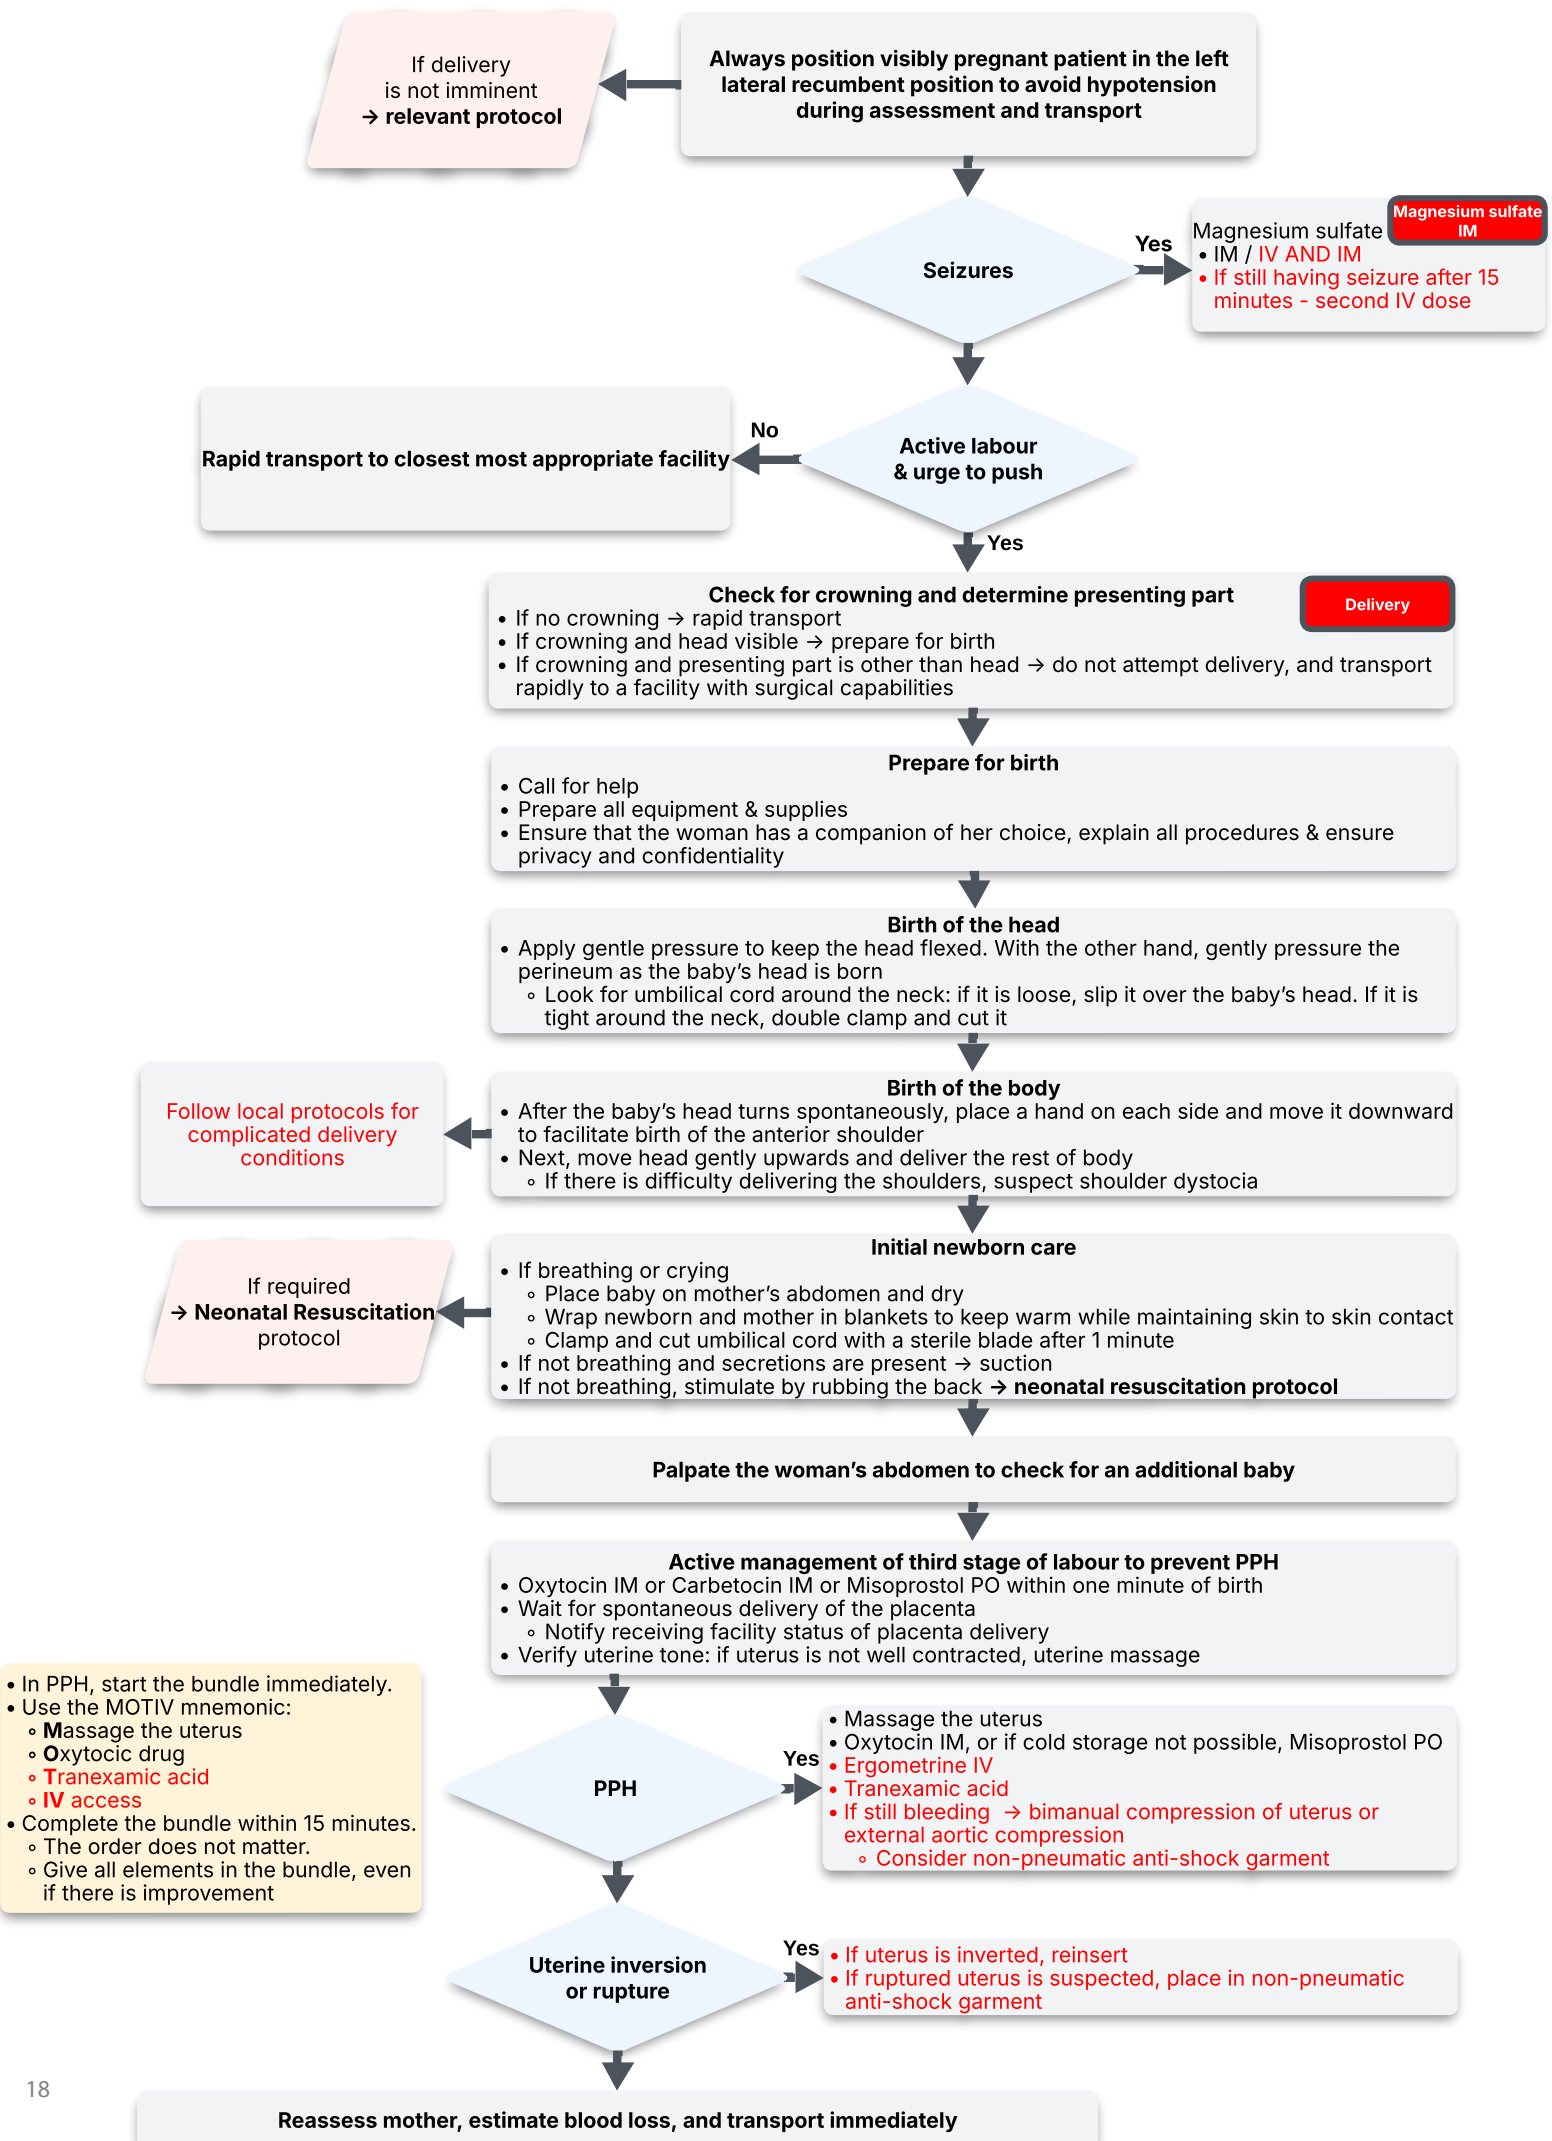 If delivery
is not imminent
→ relevant protocol
Always position visibly pregnant patient in the left
lateral recumbent position to avoid hypotension
during assessment and transport
Seizures
Yes
Magnesium sulfate
Magnesium sulfate
IM
• IM / IV AND IM
• If still having seizure after 15
minutes - second IV dose
Active labour
& urge to push
No
Rapid transport to closest most appropriate facility
Yes
Check for crowning and determine presenting part
Delivery
• If no crowning → rapid transport
• If crowning and head visible → prepare for birth
• If crowning and presenting part is other than head → do not attempt delivery, and transport
rapidly to a facility with surgical capabilities
Prepare for birth
• Call for help
• Prepare all equipment & supplies
• Ensure that the woman has a companion of her choice, explain all procedures & ensure
privacy and confidentiality
Birth of the head
• Apply gentle pressure to keep the head flexed. With the other hand, gently pressure the
perineum as the baby's head is born
◦ Look for umbilical cord around the neck: if it is loose, slip it over the baby's head. If it is
tight around the neck, double clamp and cut it
Birth of the body
• After the baby's head turns spontaneously, place a hand on each side and move it downward
to facilitate birth of the anterior shoulder
• Next, move head gently upwards and deliver the rest of body
◦ If there is difficulty delivering the shoulders, suspect shoulder dystocia
Follow local protocols for
complicated delivery
conditions
Initial newborn care
• If breathing or crying
◦ Place baby on mother's abdomen and dry
◦ Wrap newborn and mother in blankets to keep warm while maintaining skin to skin contact
◦ Clamp and cut umbilical cord with a sterile blade after 1 minute
• If not breathing and secretions are present → suction
• If not breathing, stimulate by rubbing the back → neonatal resuscitation protocol
If required
→ Neonatal Resuscitation
protocol
Palpate the woman's abdomen to check for an additional baby
Active management of third stage of labour to prevent PPH
• Oxytocin IM or Carbetocin IM or Misoprostol PO within one minute of birth
• Wait for spontaneous delivery of the placenta
◦ Notify receiving facility status of placenta delivery
• Verify uterine tone: if uterus is not well contracted, uterine massage
• In PPH, start the bundle immediately.
• Use the MOTIV mnemonic:
◦ Massage the uterus
◦ Oxytocic drug
◦ Tranexamic acid
◦ IV access
• Complete the bundle within 15 minutes.
◦ The order does not matter.
◦ Give all elements in the bundle, even
if there is improvement
PPH
Yes
• Massage the uterus
• Oxytocin IM, or if cold storage not possible, Misoprostol PO
• Ergometrine IV
• Tranexamic acid
• If still bleeding → bimanual compression of uterus or
external aortic compression
◦ Consider non-pneumatic anti-shock garment
Uterine inversion
or rupture
Yes
• If uterus is inverted, reinsert
• If ruptured uterus is suspected, place in non-pneumatic
anti-shock garment
18
Reassess mother, estimate blood loss, and transport immediately